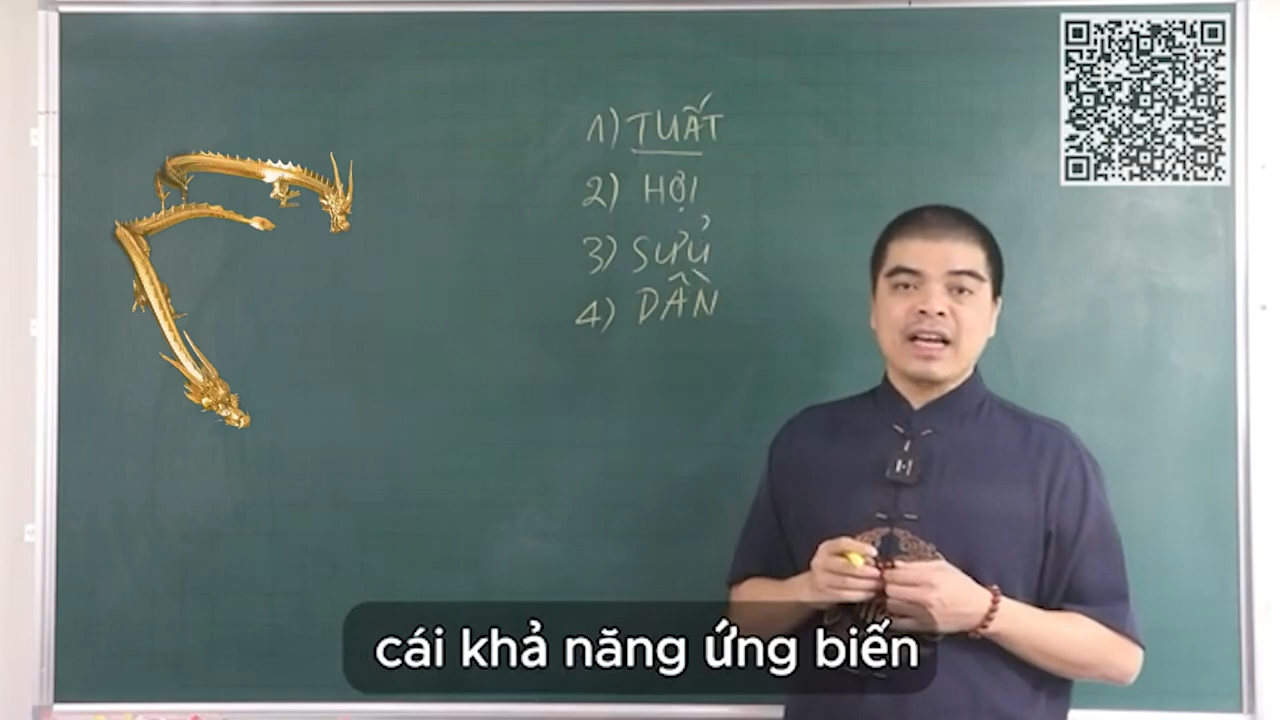 1) TUẤT
2) HỢI
3) SỬU
4) DẦN
cái khả năng ứng biến